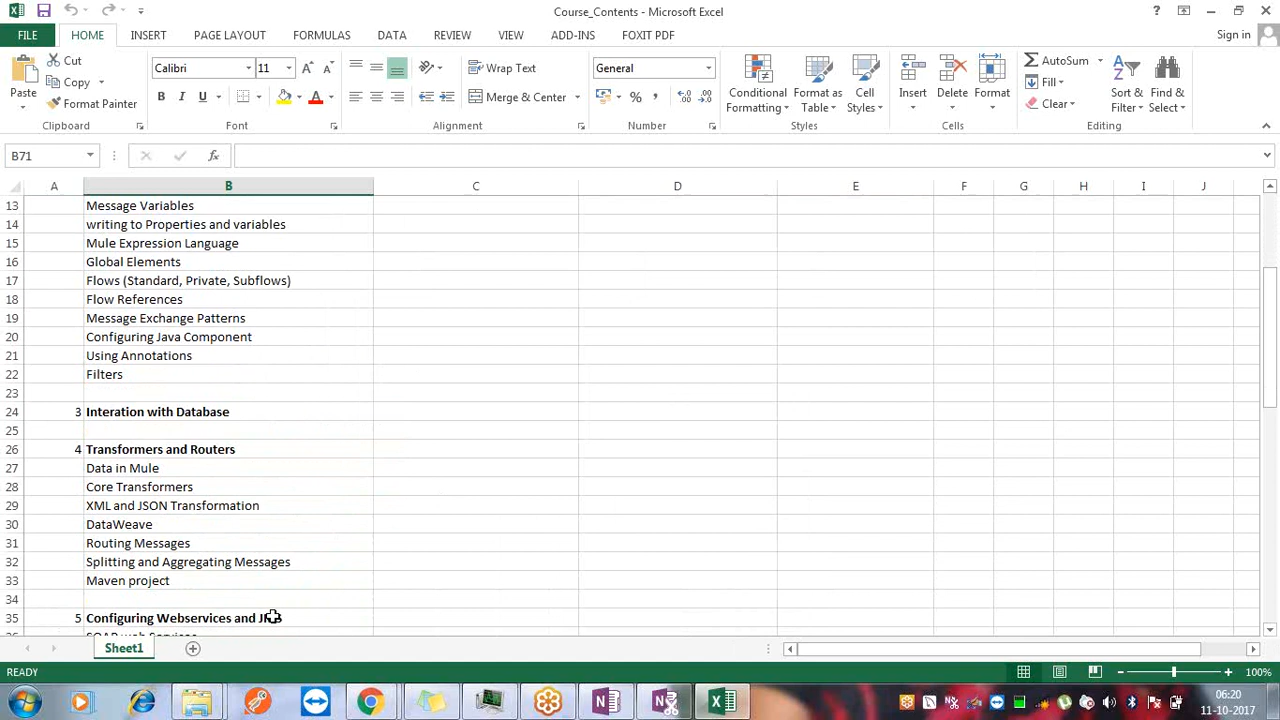 Course_Contents - Microsoft Excel
?
FILE HOME INSERT PAGE LAYOUT FORMULAS DATA REVIEW VIEW ADD-INS FOXIT PDF Sign in
Paste
Cut
Copy
Format Painter
Clipboard
Calibri 11
B I U
Font
Wrap Text
Merge & Center
Alignment
General
%
Number
Conditional Formatting
Format as Table
Cell Styles
Styles
Insert
Delete
Format
Cells
AutoSum
Fill
Clear
Sort & Filter
Find & Select
Editing
B71
fx
A B C D E F G H I J
13 Message Variables
14 writing to Properties and variables
15 Mule Expression Language
16 Global Elements
17 Flows (Standard, Private, Subflows)
18 Flow References
19 Message Exchange Patterns
20 Configuring Java Component
21 Using Annotations
22 Filters
23
24 3 Interation with Database
25
26 4 Transformers and Routers
27 Data in Mule
28 Core Transformers
29 XML and JSON Transformation
30 DataWeave
31 Routing Messages
32 Splitting and Aggregating Messages
33 Maven project
34
35 5 Configuring Webservices and
Sheet1
READY
100%
06:20
11-10-2017